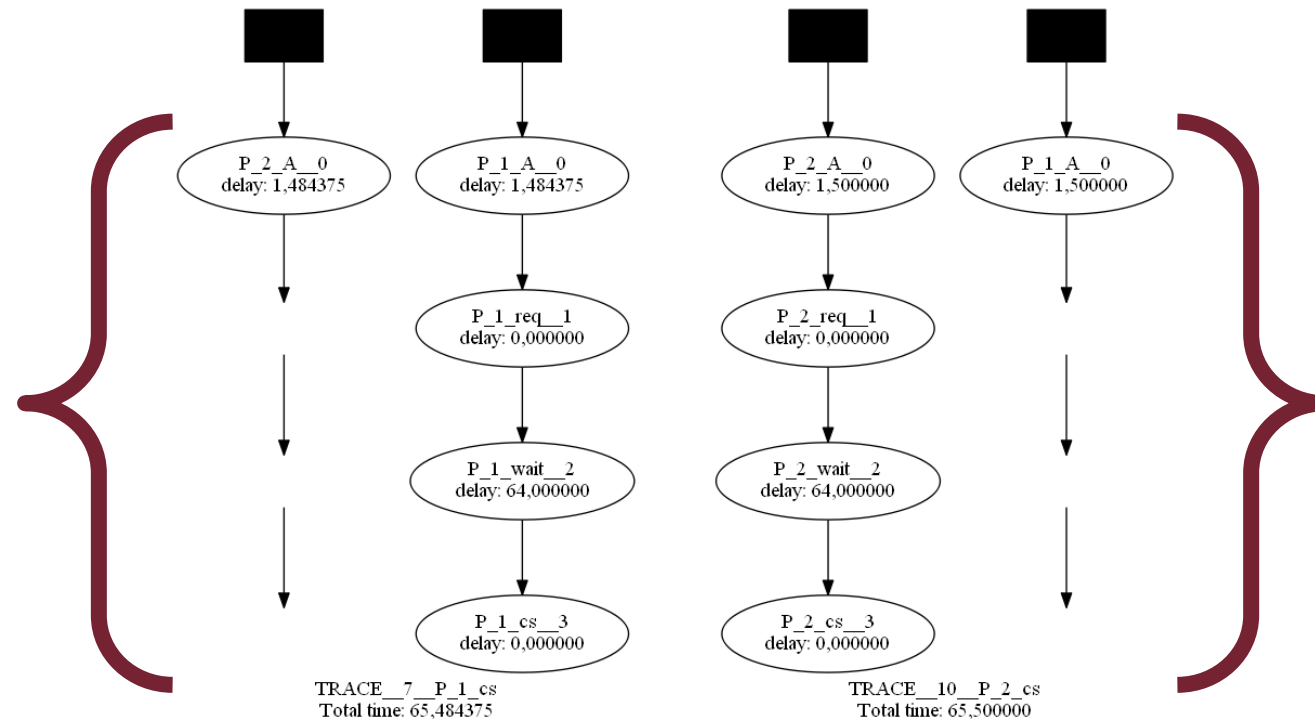 P_2_A__0
delay: 1,484375
P_1_A__0
delay: 1,484375
P_2_A__0
delay: 1,500000
P_1_A__0
delay: 1,500000
P_1_req__1
delay: 0,000000
P_2_req__1
delay: 0,000000
P_1_wait__2
delay: 64,000000
P_2_wait__2
delay: 64,000000
P_1_cs__3
delay: 0,000000
P_2_cs__3
delay: 0,000000
TRACE__7__P_1_cs
Total time: 65,484375
TRACE__10__P_2_cs
Total time: 65,500000